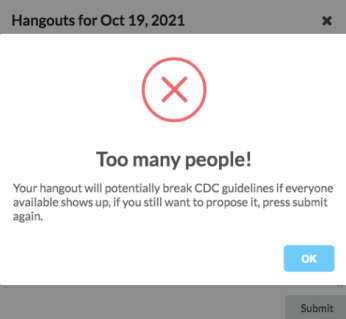 Hangouts for Oct 19, 2021
Too many people!
Your hangout will potentially break CDC guidelines if everyone
available shows up, if you still want to propose it, press submit
again.
OK
Submit